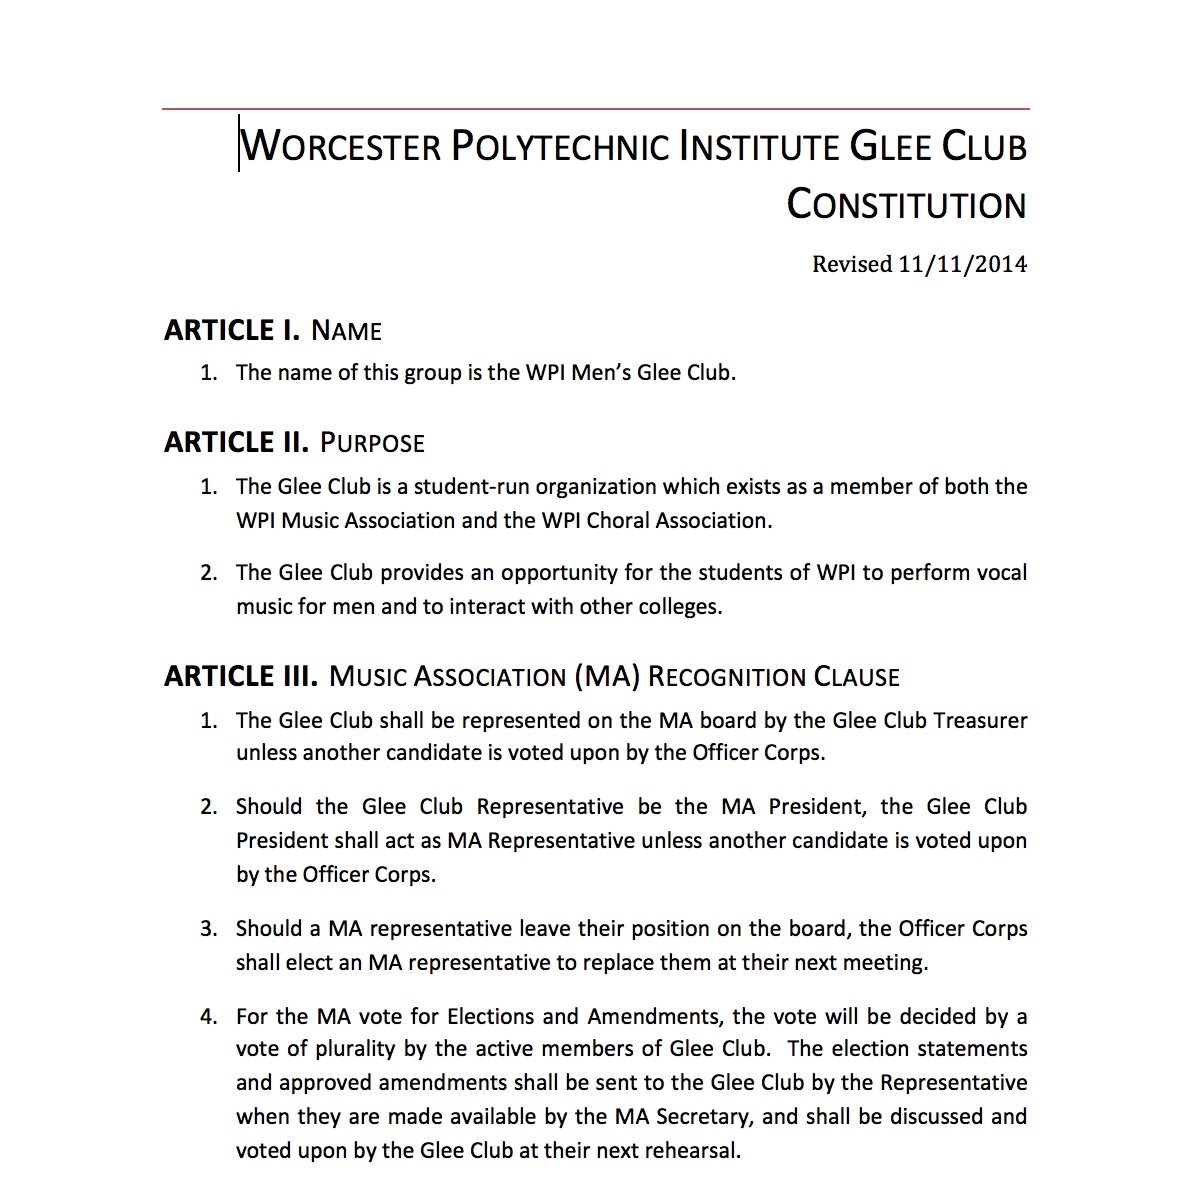 WORCESTER POLYTECHNIC INSTITUTE GLEE CLUB
CONSTITUTION
Revised 11/11/2014
ARTICLE I. NAME
1. The name of this group is the WPI Men’s Glee Club.
ARTICLE II. PURPOSE
1. The Glee Club is a student-run organization which exists as a member of both the
WPI Music Association and the WPI Choral Association.
2. The Glee Club provides an opportunity for the students of WPI to perform vocal
music for men and to interact with other colleges.
ARTICLE III. MUSIC ASSOCIATION (MA) RECOGNITION CLAUSE
1. The Glee Club shall be represented on the MA board by the Glee Club Treasurer
unless another candidate is voted upon by the Officer Corps.
2. Should the Glee Club Representative be the MA President, the Glee Club
President shall act as MA Representative unless another candidate is voted upon
by the Officer Corps.
3. Should a MA representative leave their position on the board, the Officer Corps
shall elect an MA representative to replace them at their next meeting.
4. For the MA vote for Elections and Amendments, the vote will be decided by a
vote of plurality by the active members of Glee Club.  The election statements
and approved amendments shall be sent to the Glee Club by the Representative
when they are made available by the MA Secretary, and shall be discussed and
voted upon by the Glee Club at their next rehearsal.